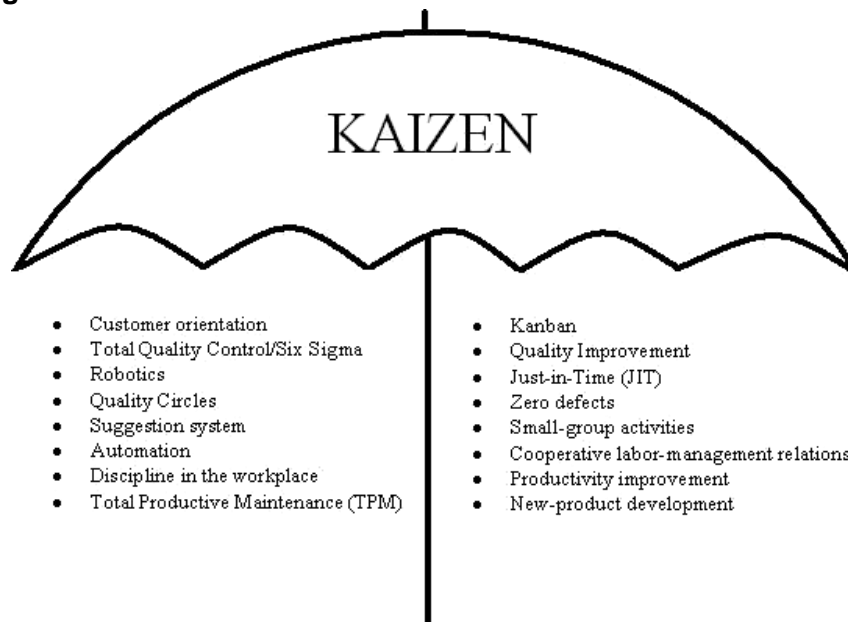 KAIZEN
Customer orientation
Total Quality Control/Six Sigma
Robotics
Quality Circles
Suggestion system
Automation
Discipline in the workplace
Total Productive Maintenance (TPM)
Kanban
Quality Improvement
Just-in-Time (JIT)
Zero defects
Small-group activities
Cooperative labor-management relations
Productivity improvement
New-product development